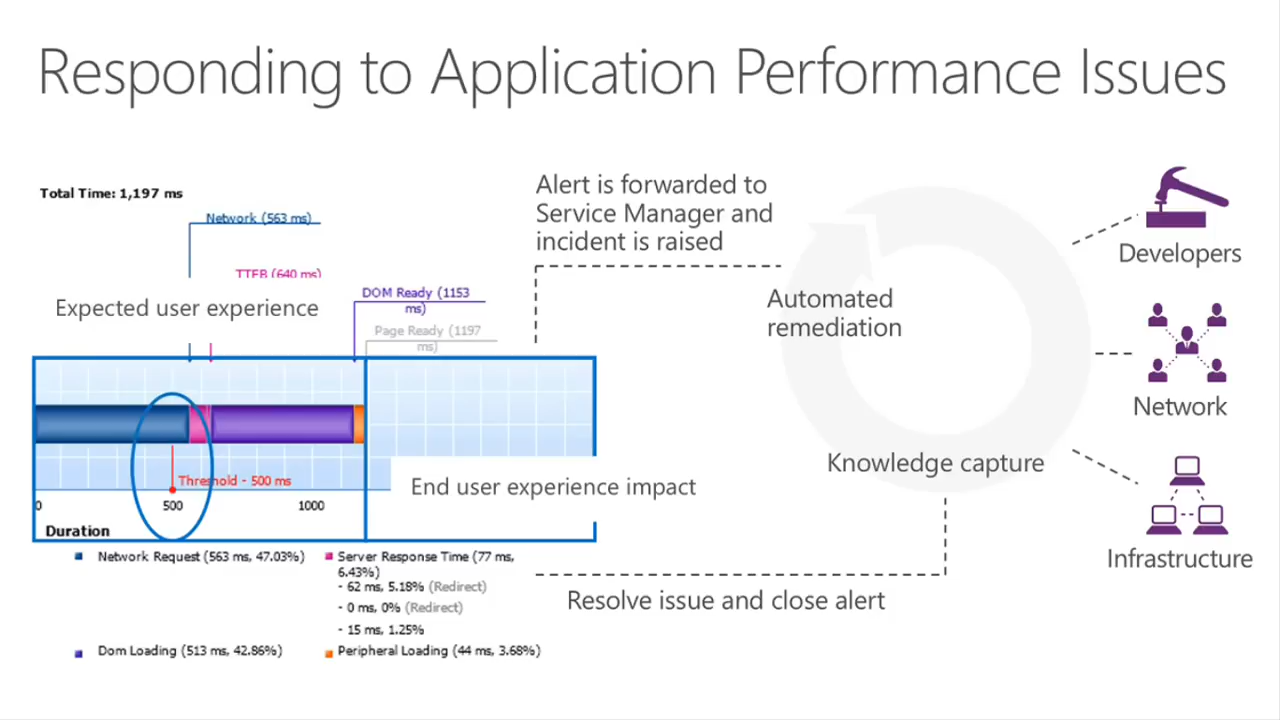 Responding to Application Performance Issues
Total Time: 1,197 ms
Network (563 ms)
TTFB (640 ms)
Expected user experience
DOM Ready (1153
ms)
Page Ready (1197
ms)
Threshold - 500 ms
0
500
1000
Duration
End user experience impact
Network Request (563 ms, 47.03%)
Server Response Time (77 ms,
6.43%)
- 62 ms, 5.18% (Redirect)
- 0 ms, 0% (Redirect)
- 15 ms, 1.25%
Dom Loading (513 ms, 42.86%)
Peripheral Loading (44 ms, 3.68%)
Alert is forwarded to
Service Manager and
incident is raised
Automated
remediation
Knowledge capture
Resolve issue and close alert
Developers
Network
Infrastructure